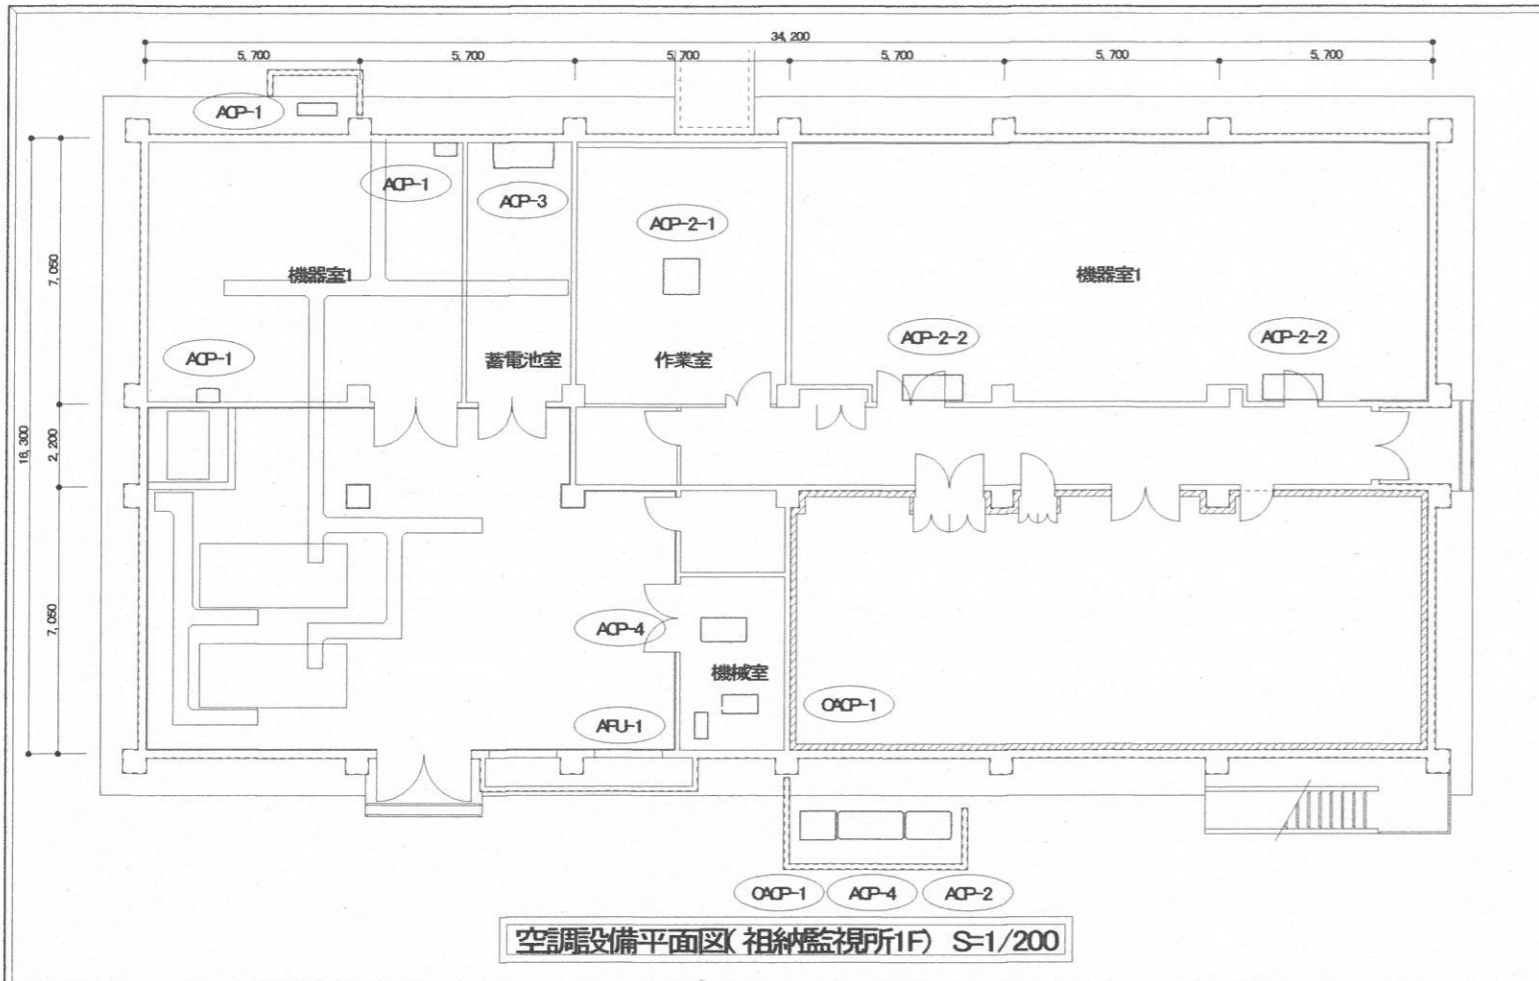 34,200
5,700 5,700 5,700 5,700 5,700 5,700
ACP-1
ACP-1
ACP-3
ACP-2-1
7,050
機器室1
機器室1
ACP-2-2
ACP-2-2
ACP-1
蓄電池室
作業室
16,300
2,200
7,050
ACP-4
機械室
OACP-1
AFU-1
OACP-1 ACP-4 ACP-2
空調設備平面図(祖納監視所1F) S=1/200